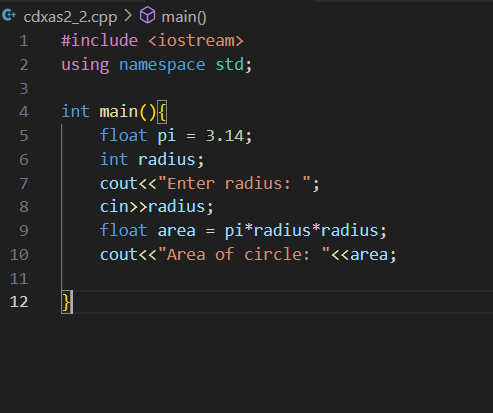 cdxas2_2.cpp > main()
1 #include <iostream>
2 using namespace std;
3
4 int main(){
5     float pi = 3.14;
6     int radius;
7     cout<<"Enter radius: ";
8     cin>>radius;
9     float area = pi*radius*radius;
10     cout<<"Area of circle: "<<area;
11
12 }